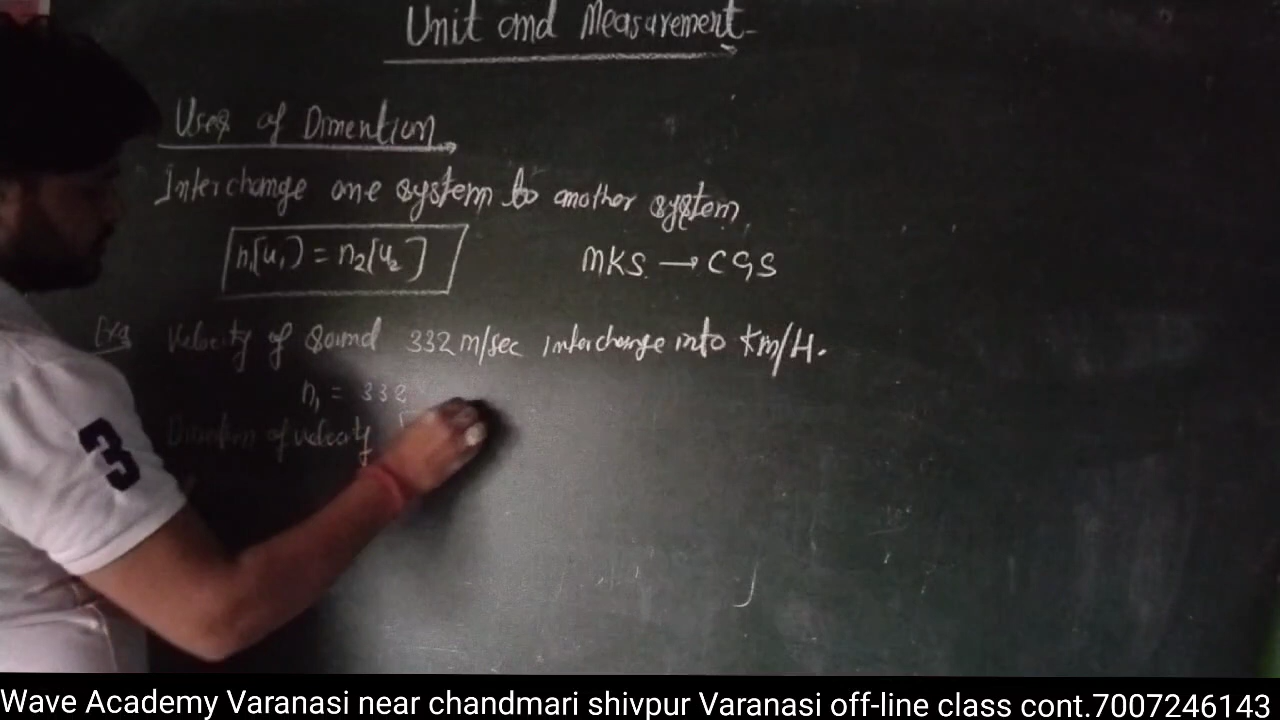 Unit and Measurement
Uses of Dimention
Interchange one system to another system
n₁[u₁) = n₂[u₂]
MKS. → CGS
Exa Velocity of Sound 332 m/sec interchange into Km/H.
n₁ = 332
of velocity [
3
Wave Academy Varanasi near chandmari shivpur Varanasi off-line class cont.7007246143